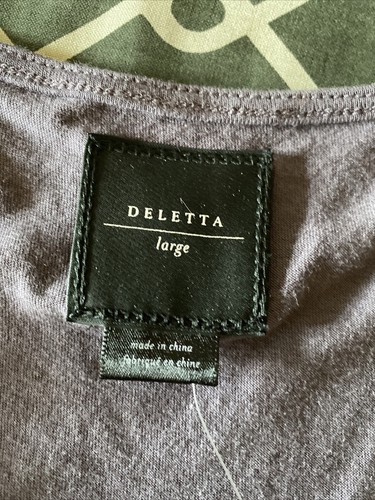 DELETTA
large
made in china
fabriqué en chine